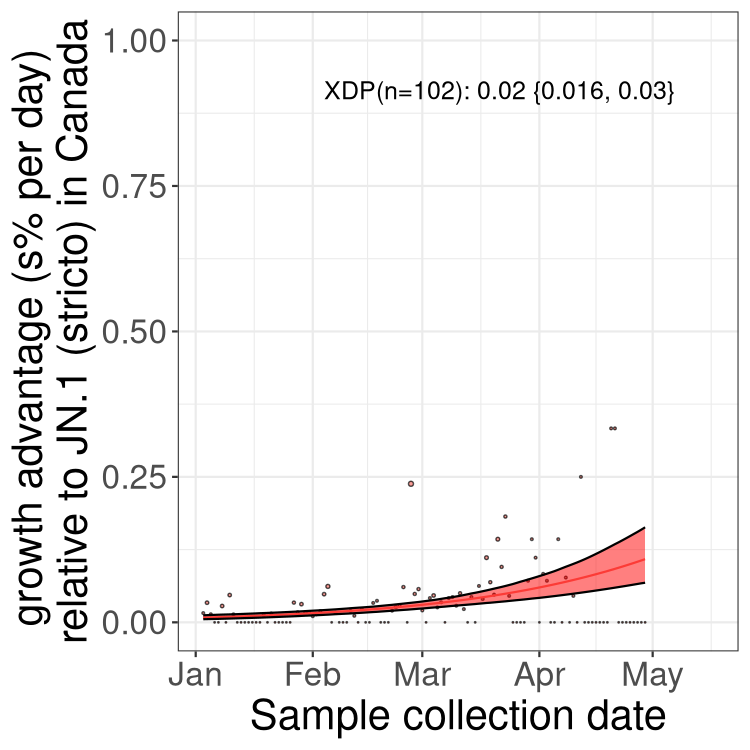 growth advantage (s% per day)
relative to JN.1 (stricto) in Canada
1.00
0.75
0.50
0.25
0.00
XDP(n=102): 0.02 {0.016, 0.03}
Jan Feb Mar Apr May
Sample collection date